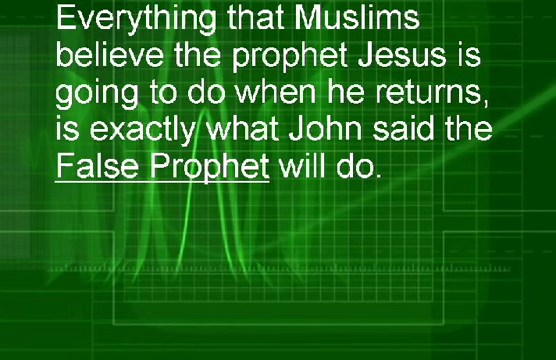 Everything that Muslims
believe the prophet Jesus is
going to do when he returns,
is exactly what John said the
False Prophet will do.